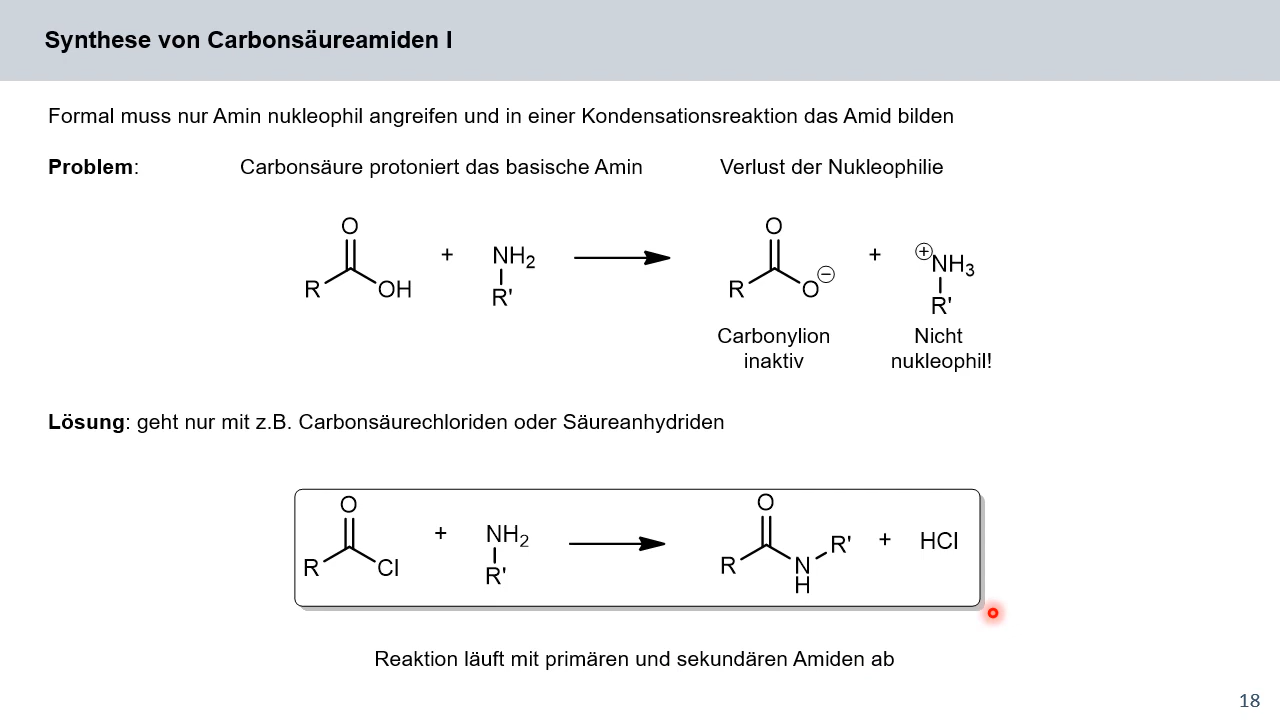 Synthese von Carbonsäureamiden I
Formal muss nur Amin nukleophil angreifen und in einer Kondensationsreaktion das Amid bilden
Problem: Carbonsäure protoniert das basische Amin Verlust der Nukleophilie
O O
+ NH2 + ⊕NH3
R OH R' R O⊖ R'
Carbonylion Nicht
inaktiv nukleophil!
Lösung: geht nur mit z.B. Carbonsäurechloriden oder Säureanhydriden
O O
+ NH2 R' + HCl
R Cl R' R N
H
Reaktion läuft mit primären und sekundären Amiden ab
18